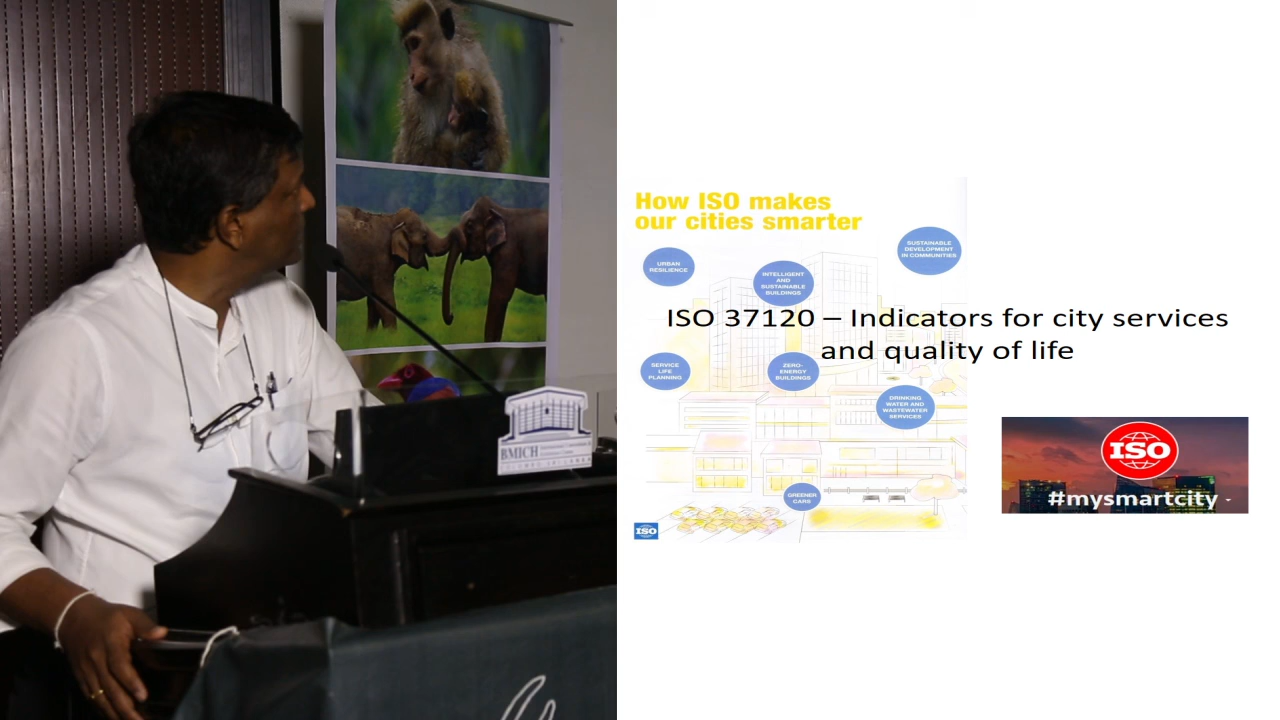 BMICH
How ISO makes
our cities smarter
SUSTAINABLE
DEVELOPMENT
IN COMMUNITIES
URBAN
RESILIENCE
INTELLIGENT
AND
SUSTAINABLE
BUILDINGS
ISO 37120 – Indicators for city services
and quality of life
SERVICE
LIFE
PLANNING
ZERO-
ENERGY
BUILDINGS
DRINKING
WATER AND
WASTEWATER
SERVICES
ISO
#mysmartcity
GREENER
CARS
ISO